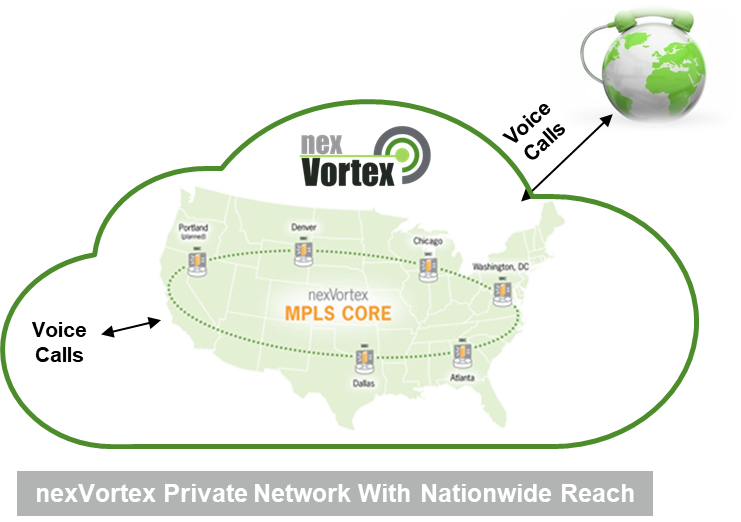 Voice
Calls
nex
Vortex
Portland
(planned)
Denver
Chicago
Washington, DC
nexVortex
MPLS CORE
Voice
Calls
Dallas
Atlanta
nexVortex Private Network With Nationwide Reach